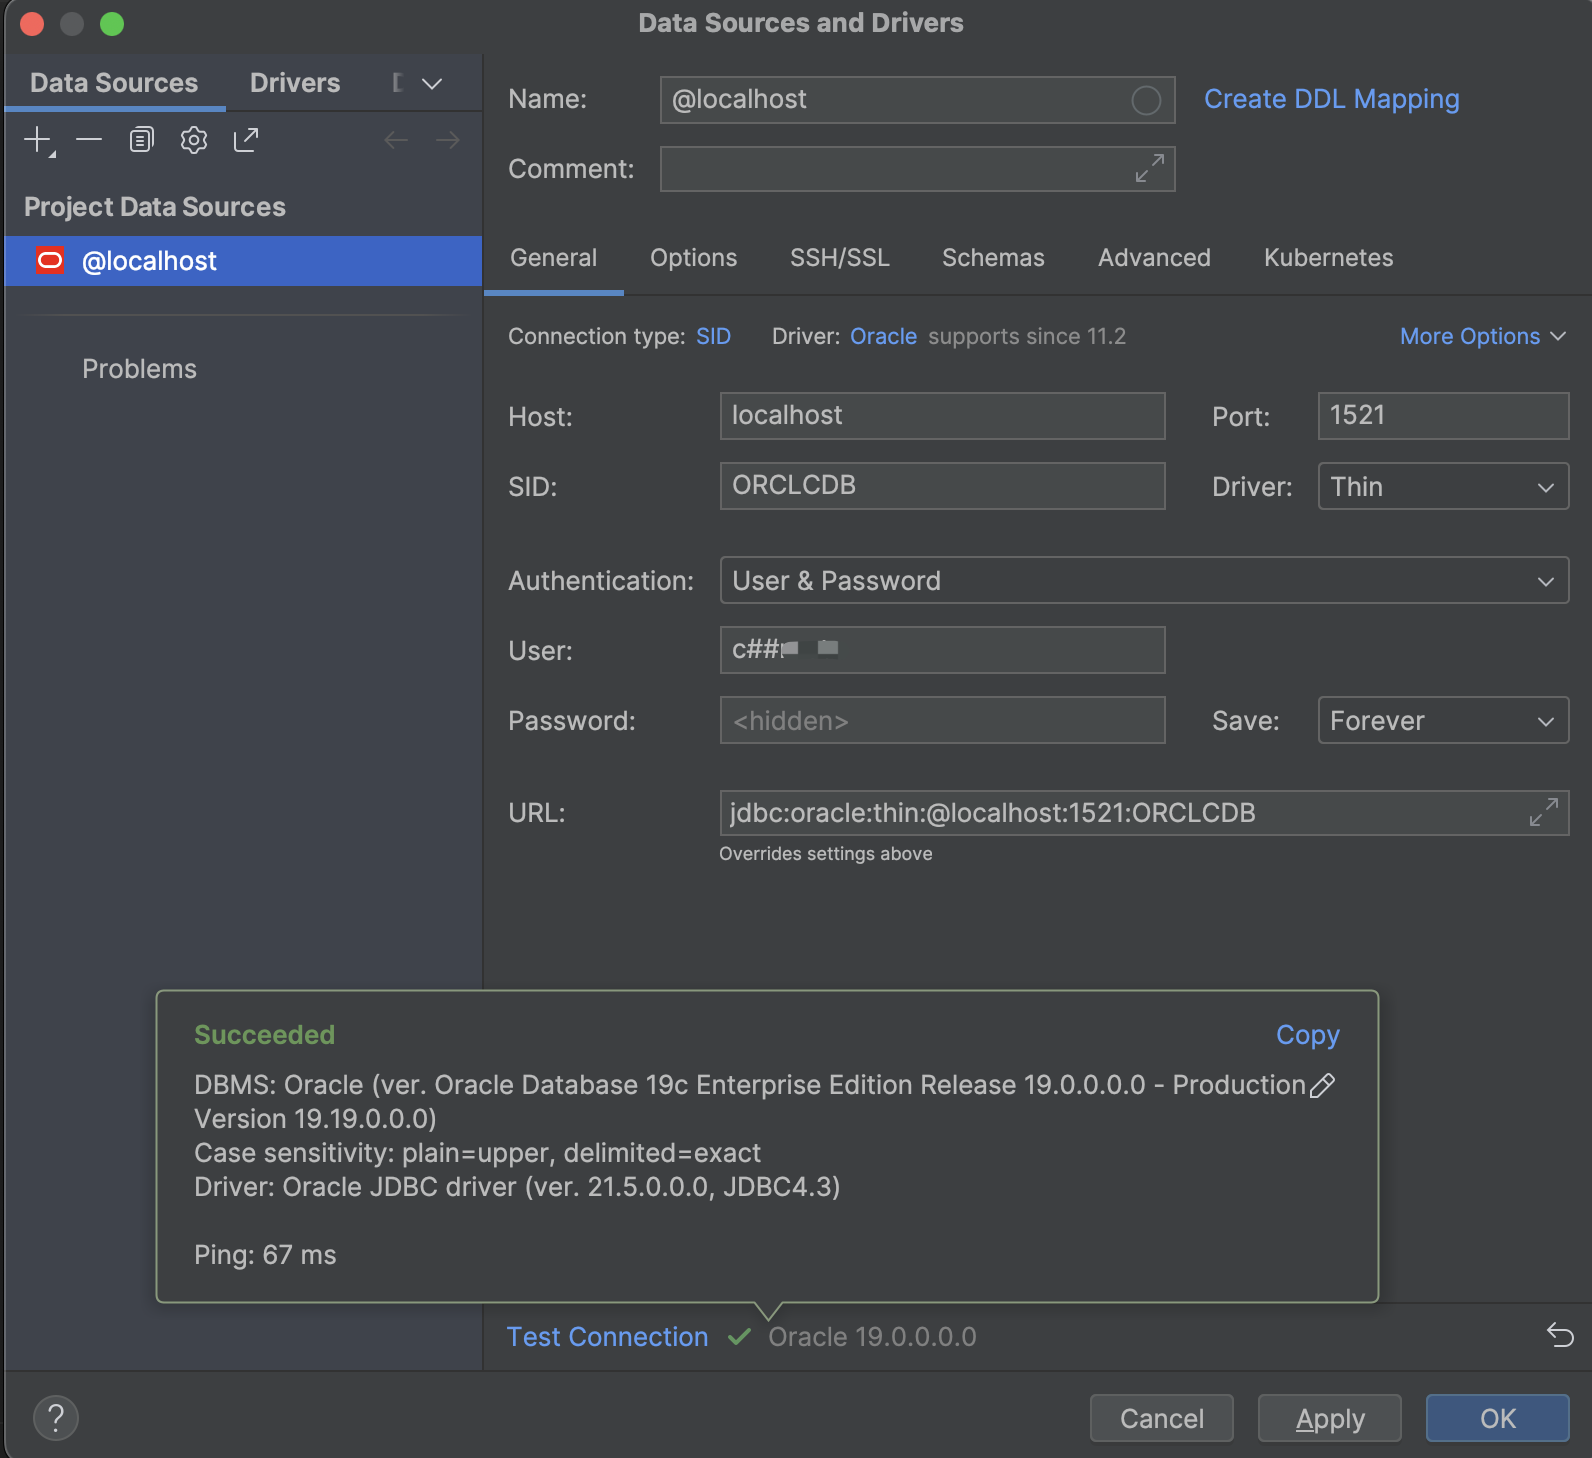 Data Sources and Drivers
Data Sources Drivers
Name: @localhost Create DDL Mapping
Comment:
Project Data Sources
@localhost
Problems
General Options SSH/SSL Schemas Advanced Kubernetes
Connection type: SID Driver: Oracle supports since 11.2 More Options
Host: localhost Port: 1521
SID: ORCLCDB Driver: Thin
Authentication: User & Password
User: c##
Password: <hidden> Save: Forever
URL: jdbc:oracle:thin:@localhost:1521:ORCLCDB
Overrides settings above
Succeeded Copy
DBMS: Oracle (ver. Oracle Database 19c Enterprise Edition Release 19.0.0.0.0 - Production
Version 19.19.0.0.0)
Case sensitivity: plain=upper, delimited=exact
Driver: Oracle JDBC driver (ver. 21.5.0.0.0, JDBC4.3)
Ping: 67 ms
Test Connection Oracle 19.0.0.0.0
? Cancel Apply OK